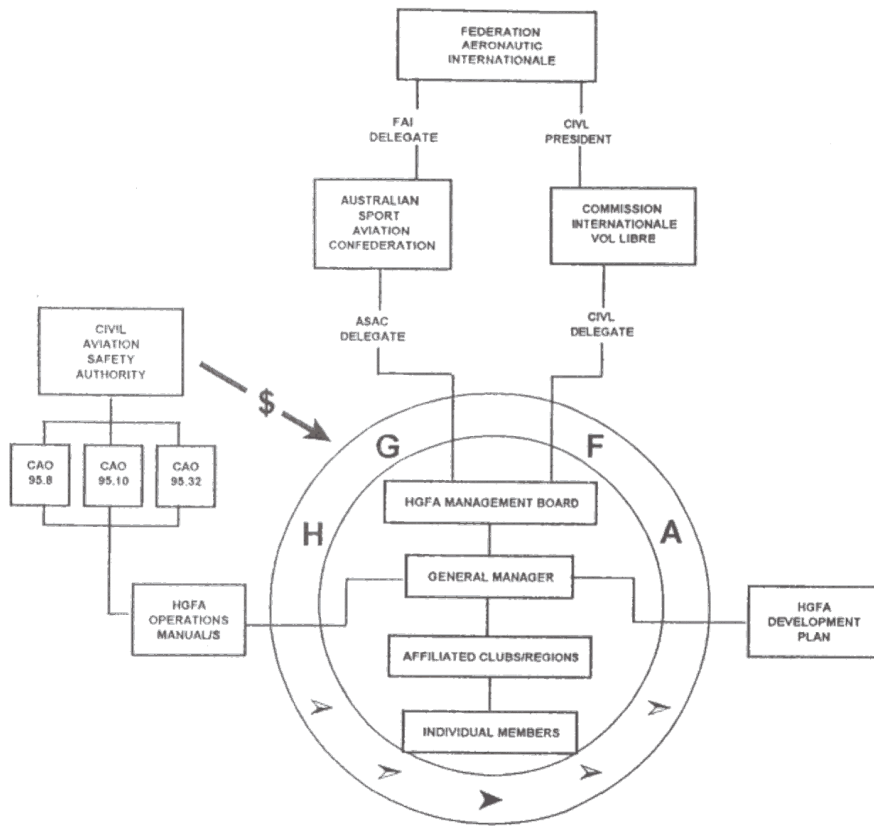 FEDERATION
AERONAUTIC
INTERNATIONALE
FAI
DELEGATE
CIVL
PRESIDENT
AUSTRALIAN
SPORT
AVIATION
CONFEDERATION
COMMISSION
INTERNATIONALE
VOL LIBRE
ASAC
DELEGATE
CIVL
DELEGATE
CIVIL
AVIATION
SAFETY
AUTHORITY
$
CAO
95.8
CAO
95.10
CAO
95.32
H
G
F
A
HGFA MANAGEMENT BOARD
GENERAL MANAGER
HGFA
OPERATIONS
MANUAL/S
HGFA
DEVELOPMENT
PLAN
AFFILIATED CLUBS/REGIONS
INDIVIDUAL MEMBERS